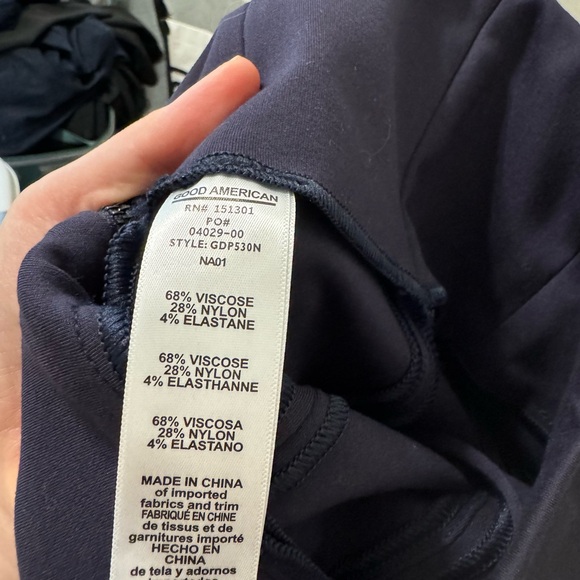 GOOD AMERICAN
RN# 151301
PO#
04029-00
STYLE: GDP530N
NA01
68% VISCOSE
28% NYLON
4% ELASTANE
68% VISCOSE
28% NYLON
4% ELASTHANNE
68% VISCOSA
28% NYLON
4% ELASTANO
MADE IN CHINA
of imported
fabrics and trim
FABRIQUÉ EN CHINE
de tissus et de
garnitures importé
HECHO EN
CHINA
de tela y adornos